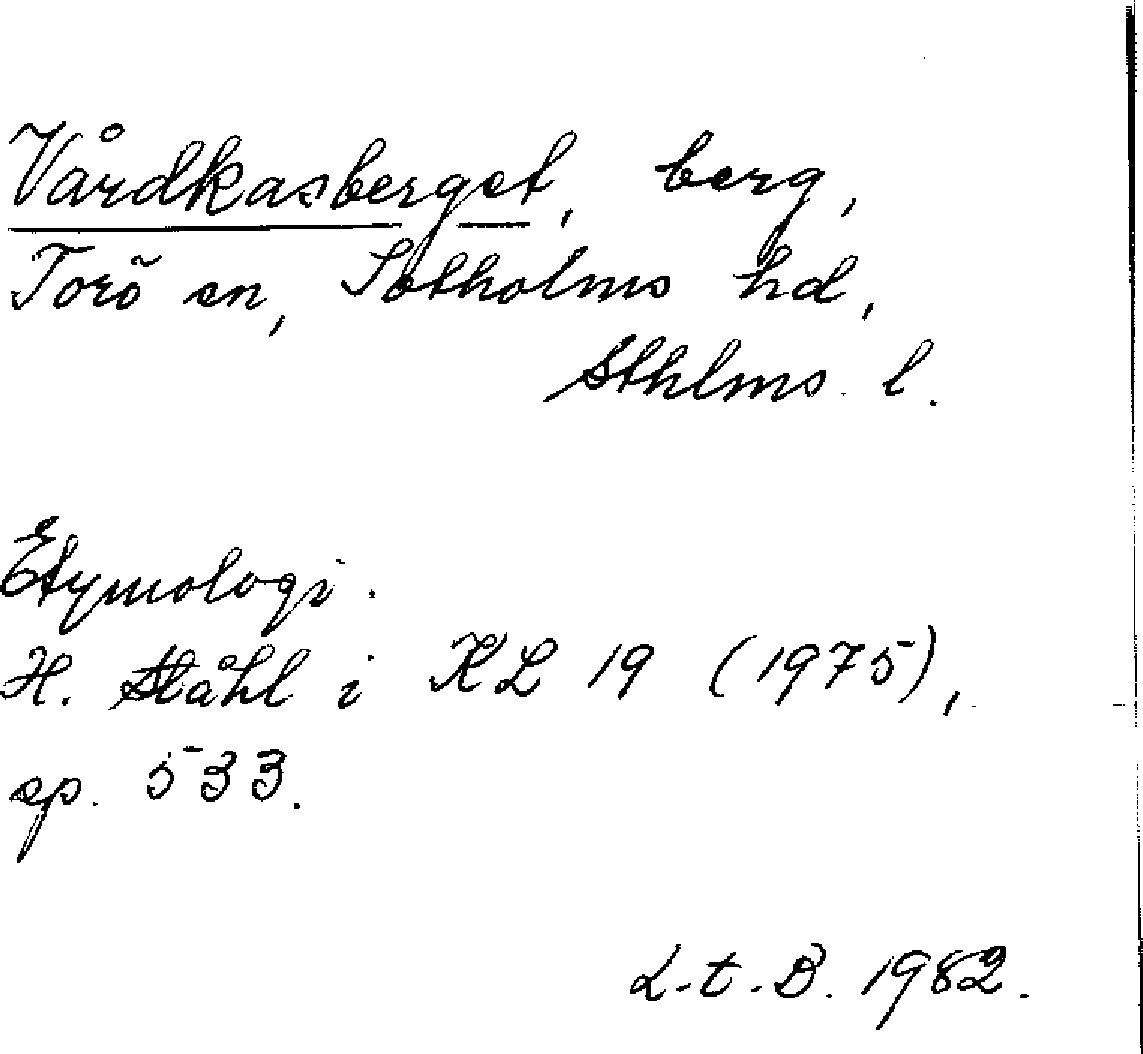 Vårdkasberget, berg,
Torö sn, Sotholms hd,
Sthlms. l.
Etymologi.
H. Ståhl i KL 19 (1975),
sp. 533.
L.t.B. 1982.